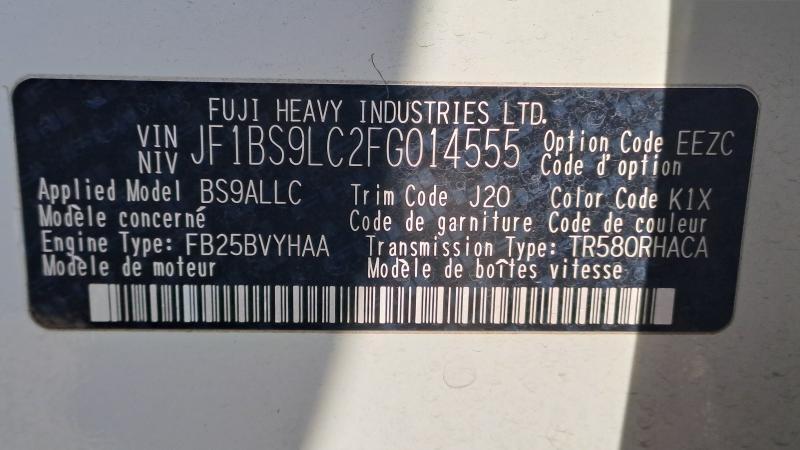 FUJI HEAVY INDUSTRIES LTD.
VIN NIV JF1BS9LC2FG014555 Option Code EEZC
Code d'option
Applied Model BS9ALLC Trim Code J20 Color Code K1X
Modèle concerné Code de garniture Code de couleur
Engine Type: FB25BVYHAA Transmission Type: TR580RHACA
Modèle de moteur Modèle de boîtes vitesse